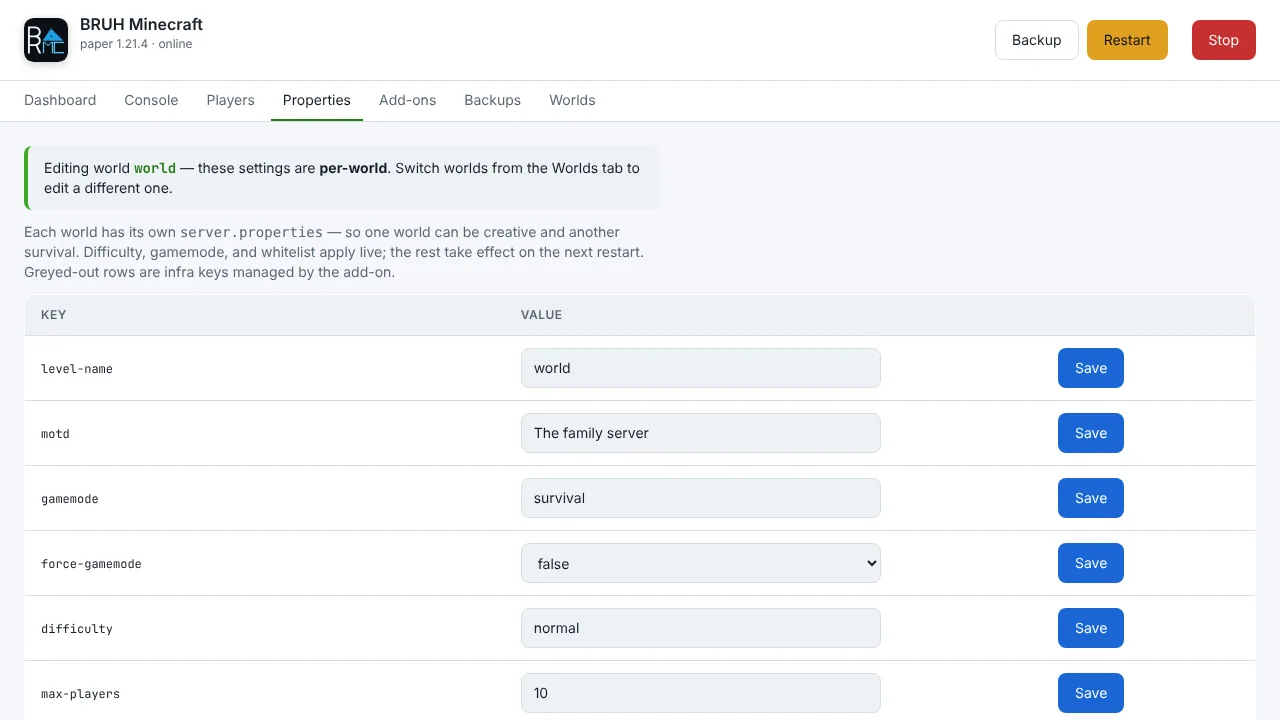 BRUH Minecraft
paper 1.21.4 · online
Backup
Restart
Stop
Dashboard
Console
Players
Properties
Add-ons
Backups
Worlds
Editing world world — these settings are per-world. Switch worlds from the Worlds tab to
edit a different one.
Each world has its own server.properties — so one world can be creative and another
survival. Difficulty, gamemode, and whitelist apply live; the rest take effect on the next restart.
Greyed-out rows are infra keys managed by the add-on.
KEY VALUE
level-name world Save
motd The family server Save
gamemode survival Save
force-gamemode false Save
difficulty normal Save
max-players 10 Save